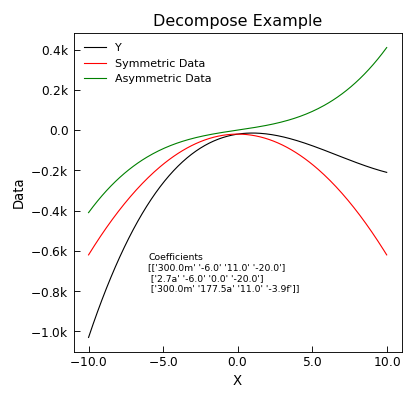 Decompose Example
Y
Symmetric Data
Asymmetric Data
0.4k
0.2k
0.0
−0.2k
−0.4k
−0.6k
−0.8k
−1.0k
Data
Coefficients
[['300.0m' '-6.0' '11.0' '-20.0']
['2.7a' '-6.0' '0.0' '-20.0']
['300.0m' '177.5a' '11.0' '-3.9f']]
−10.0 −5.0 0.0 5.0 10.0
X